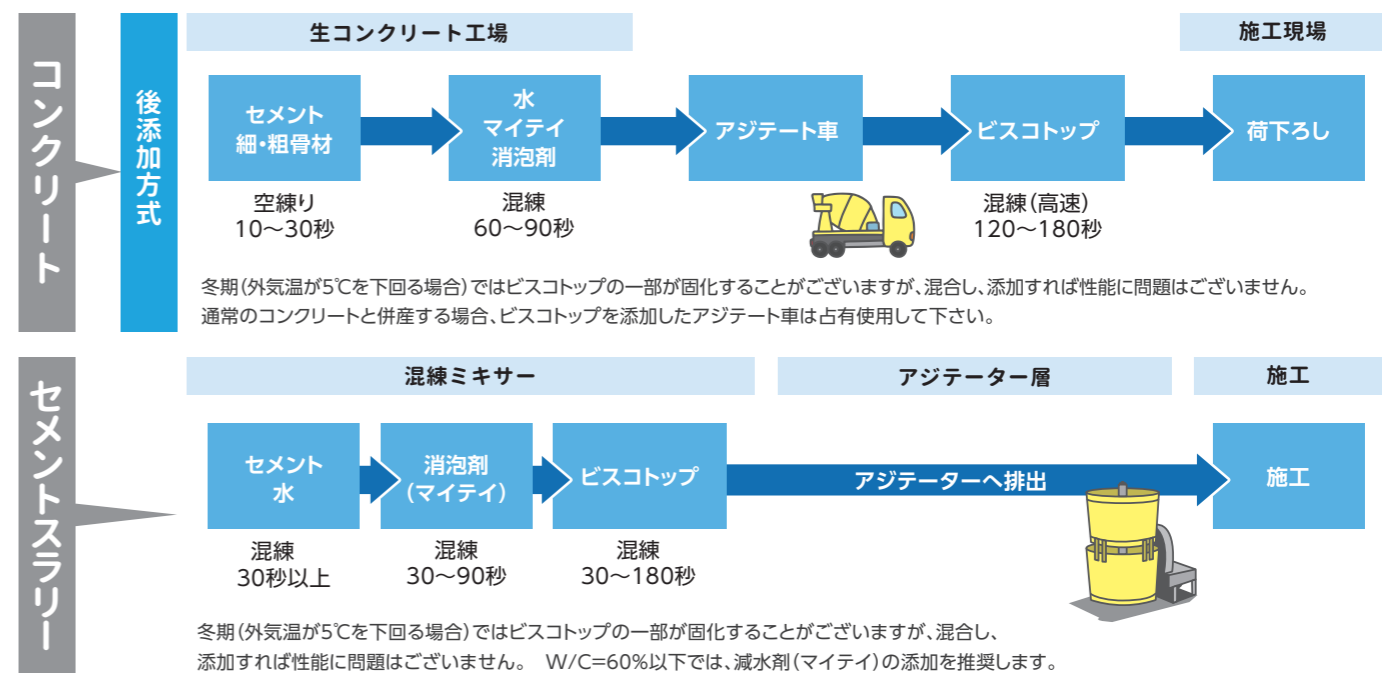 コンクリート
後添加方式
生コンクリート工場
施工現場
セメント
細・粗骨材
水
マイテイ
消泡剤
アジテート車
ビスコトップ
荷下ろし
空練り
10〜30秒
混練
60〜90秒
混練(高速)
120〜180秒
冬期(外気温が5℃を下回る場合)ではビスコトップの一部が固化することがございますが、混合し、添加すれば性能に問題はございません。
通常のコンクリートと併産する場合、ビスコトップを添加したアジテート車は占有使用して下さい。
セメントスラリー
混練ミキサー
アジテーター層
施工
セメント
水
消泡剤
(マイテイ)
ビスコトップ
アジテーターへ排出
施工
混練
30秒以上
混練
30〜90秒
混練
30〜180秒
冬期(外気温が5℃を下回る場合)ではビスコトップの一部が固化することがございますが、混合し、
添加すれば性能に問題はございません。 W/C=60%以下では、減水剤(マイテイ)の添加を推奨します。